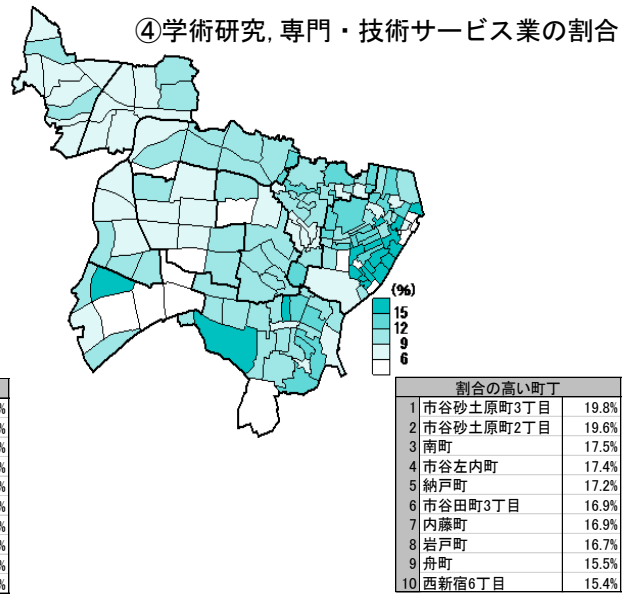 ④学術研究，専門・技術サービス業の割合
(%)
15
12
9
6
割合の高い町丁
1 市谷砂土原町3丁目 19.8%
2 市谷砂土原町2丁目 19.6%
3 南町 17.5%
4 市谷左内町 17.4%
5 納戸町 17.2%
6 市谷田町3丁目 16.9%
7 内藤町 16.9%
8 岩戸町 16.7%
9 舟町 15.5%
10 西新宿6丁目 15.4%
%
%
%
%
%
%
%
%
%
%